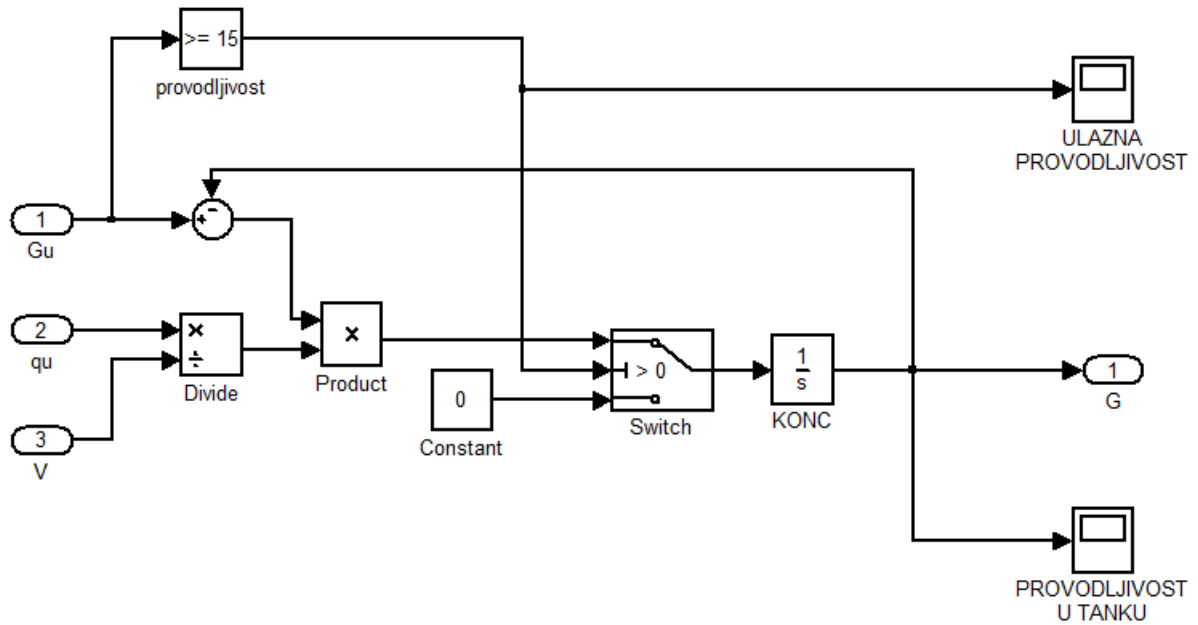 >= 15
provodljivost
ULAZNA
PROVODLJIVOST
1
Gu
+
-
2
qu
×
÷
Divide
×
Product
0
Constant
> 0
Switch
1
s
KONC
1
G
3
V
PROVODLJIVOST
U TANKU